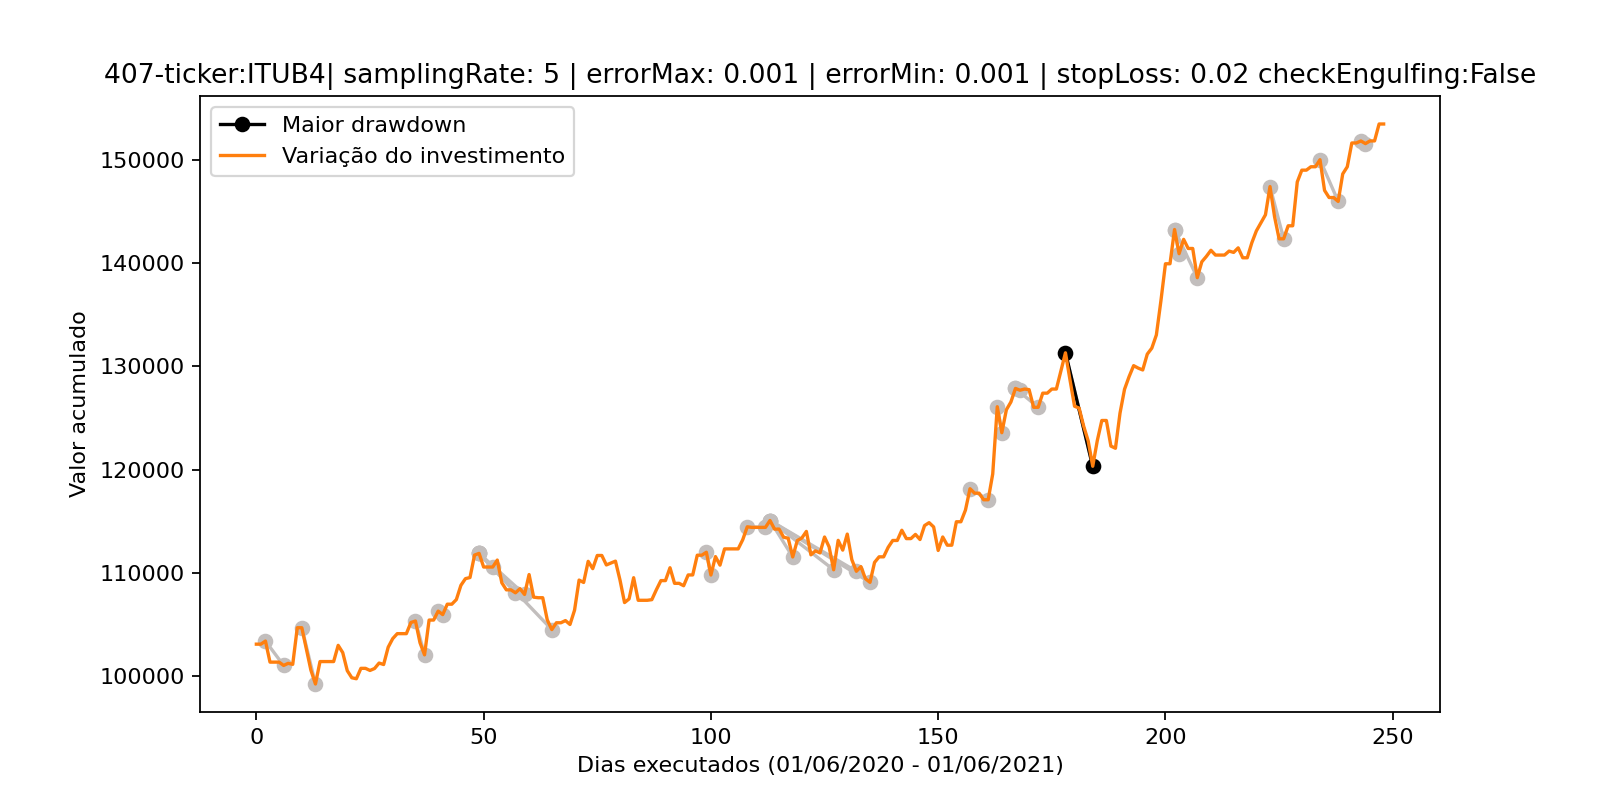 407-ticker:ITUB4| samplingRate: 5 | errorMax: 0.001 | errorMin: 0.001 | stopLoss: 0.02 checkEngulfing:False
Maior drawdown
Variação do investimento
Valor acumulado
150000
140000
130000
120000
110000
100000
0 50 100 150 200 250
Dias executados (01/06/2020 - 01/06/2021)